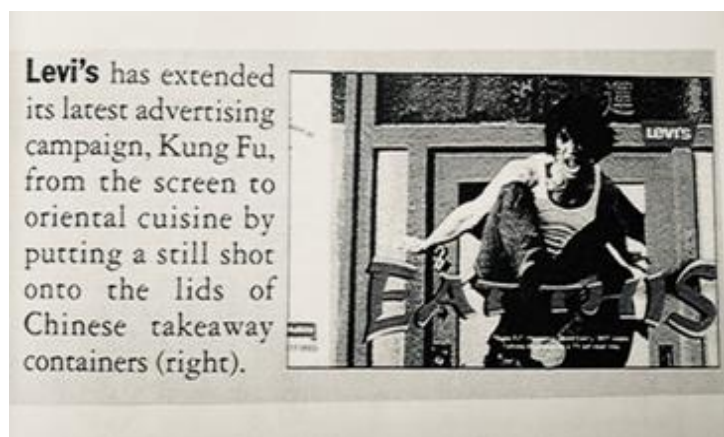 Levi's has extended
its latest advertising
campaign, Kung Fu,
from the screen to
oriental cuisine by
putting a still shot
onto the lids of
Chinese takeaway
containers (right).
LEVI'S